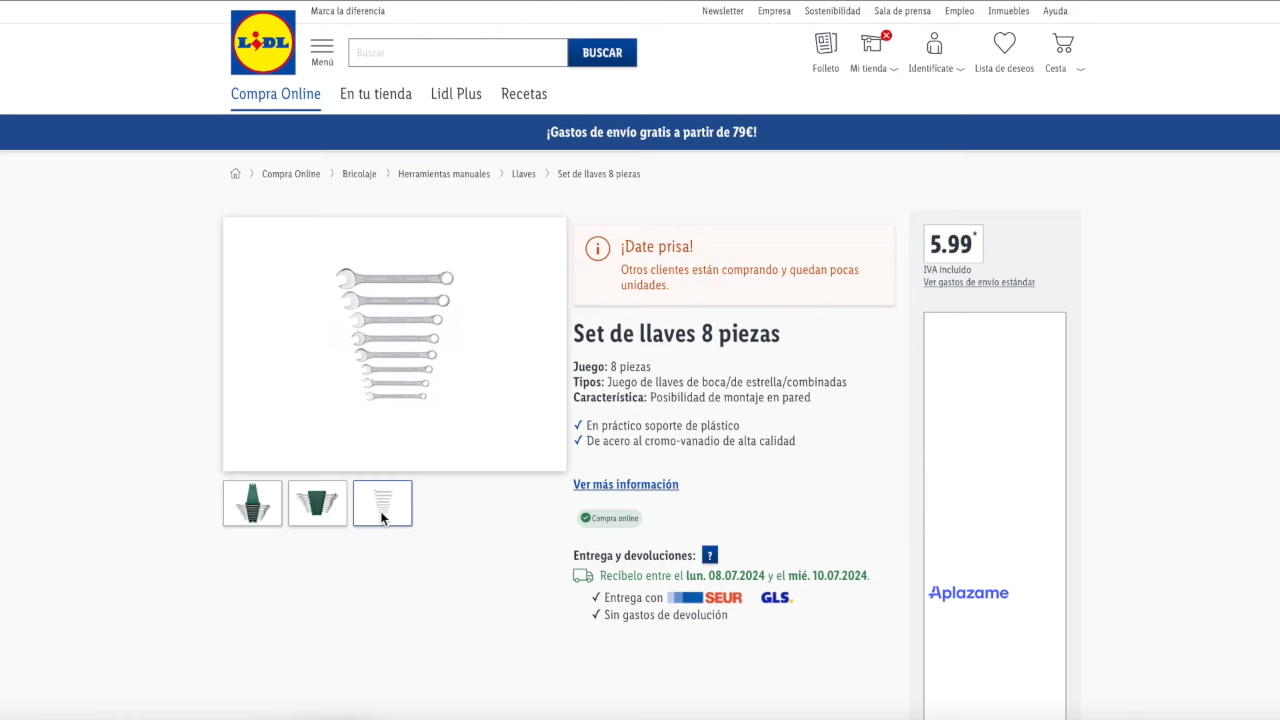 Marca la diferencia
Newsletter Empresa Sostenibilidad Sala de prensa Empleo Inmuebles Ayuda
LiDL
Menú
Buscar
BUSCAR
Folleto Mi tienda Identifícate Lista de deseos Cesta
Compra Online En tu tienda Lidl Plus Recetas
¡Gastos de envío gratis a partir de 79€!
Compra Online > Bricolaje > Herramientas manuales > Llaves > Set de llaves 8 piezas
¡Date prisa!
Otros clientes están comprando y quedan pocas
unidades.
Set de llaves 8 piezas
Juego: 8 piezas
Tipos: Juego de llaves de boca/de estrella/combinadas
Característica: Posibilidad de montaje en pared
✓ En práctico soporte de plástico
✓ De acero al cromo-vanadio de alta calidad
Ver más información
Compra online
Entrega y devoluciones: ?
Recíbelo entre el lun. 08.07.2024 y el mié. 10.07.2024.
✓ Entrega con SEUR GLS.
✓ Sin gastos de devolución
5.99*
IVA incluido
Ver gastos de envío estándar
Aplazame